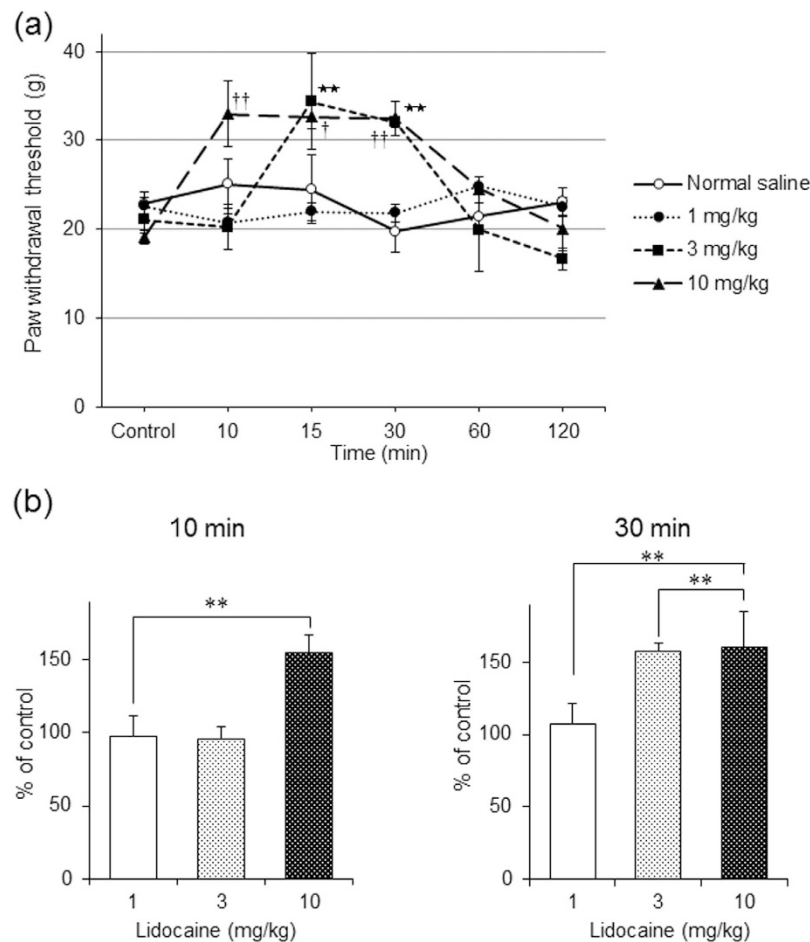 (a)
Paw withdrawal threshold (g)
40
30
20
10
0
††
★★
†
††
★★
Control 10 15 30 60 120
Time (min)
Normal saline
1 mg/kg
3 mg/kg
10 mg/kg
(b)
10 min
**
% of control
150
100
50
0
1 3 10
Lidocaine (mg/kg)
30 min
**
**
% of control
150
100
50
0
1 3 10
Lidocaine (mg/kg)